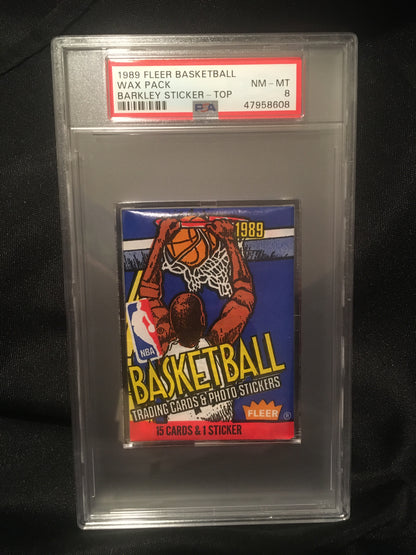 1989 FLEER BASKETBALL
WAX PACK NM-MT
BARKLEY STICKER-TOP 8
PSA 47958608
1989
NBA
BASKETBALL
TRADING CARDS & PHOTO STICKERS
FLEER ®
15 CARDS & 1 STICKER